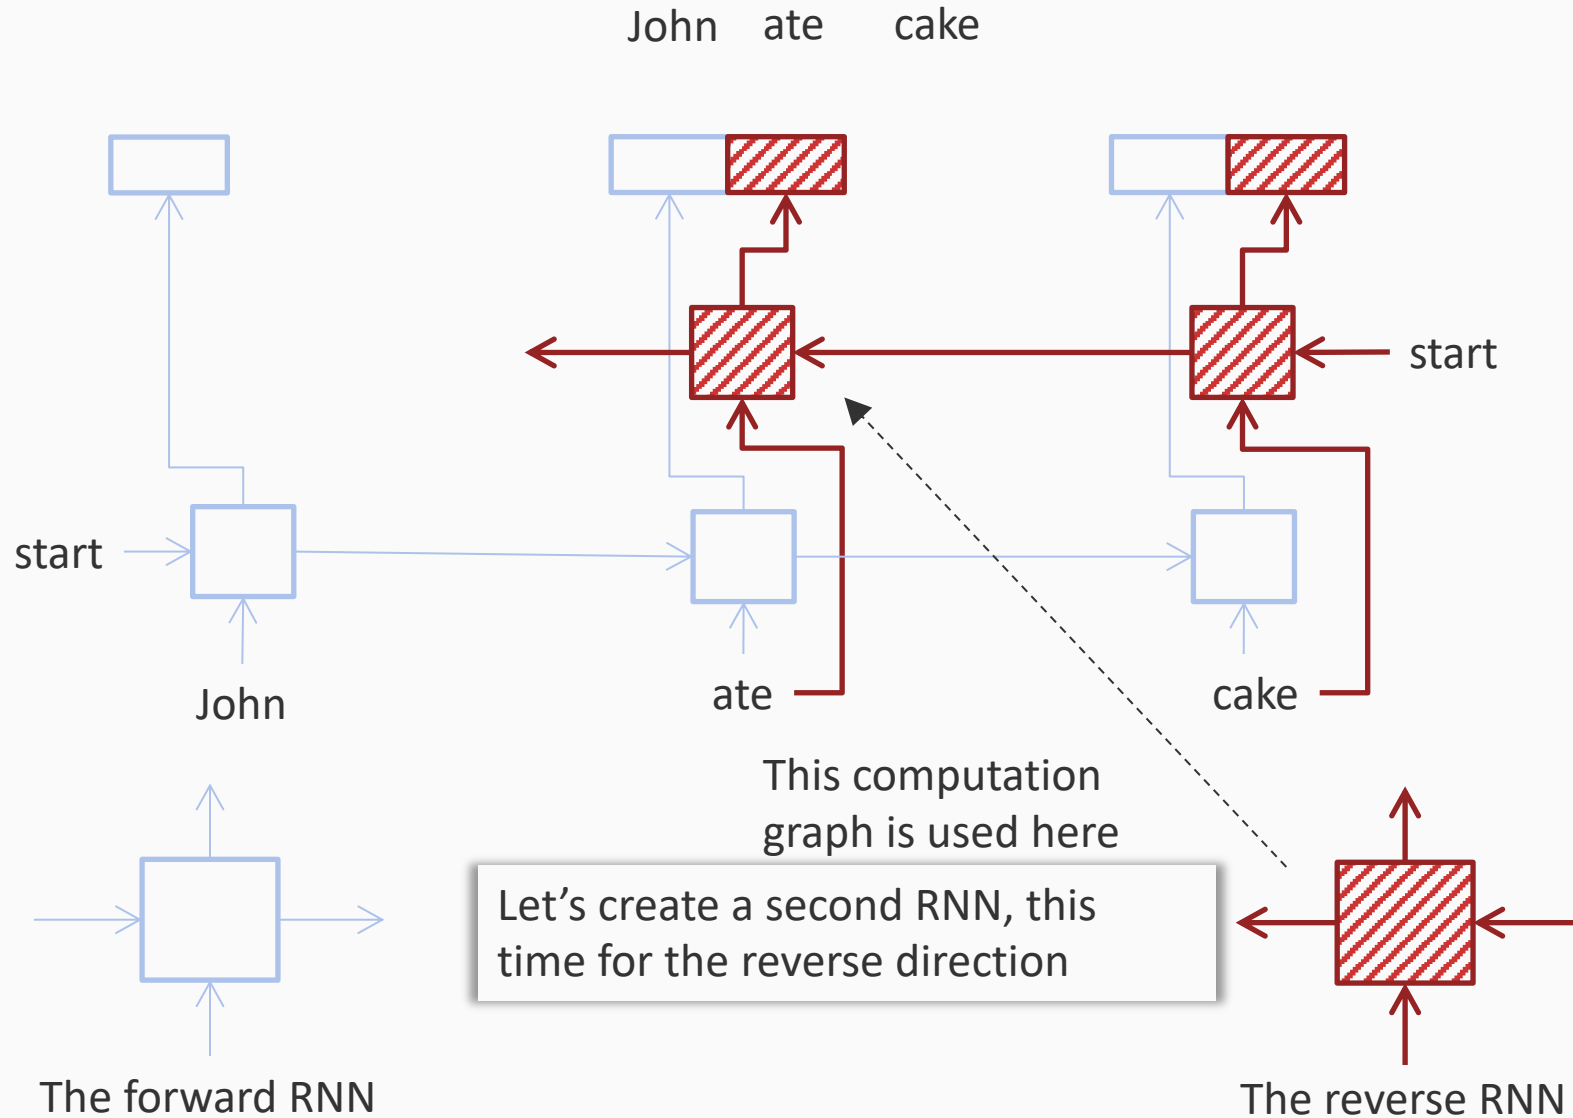 John ate cake
start
start
John
ate
cake
This computation
graph is used here
Let’s create a second RNN, this
time for the reverse direction
The forward RNN
The reverse RNN